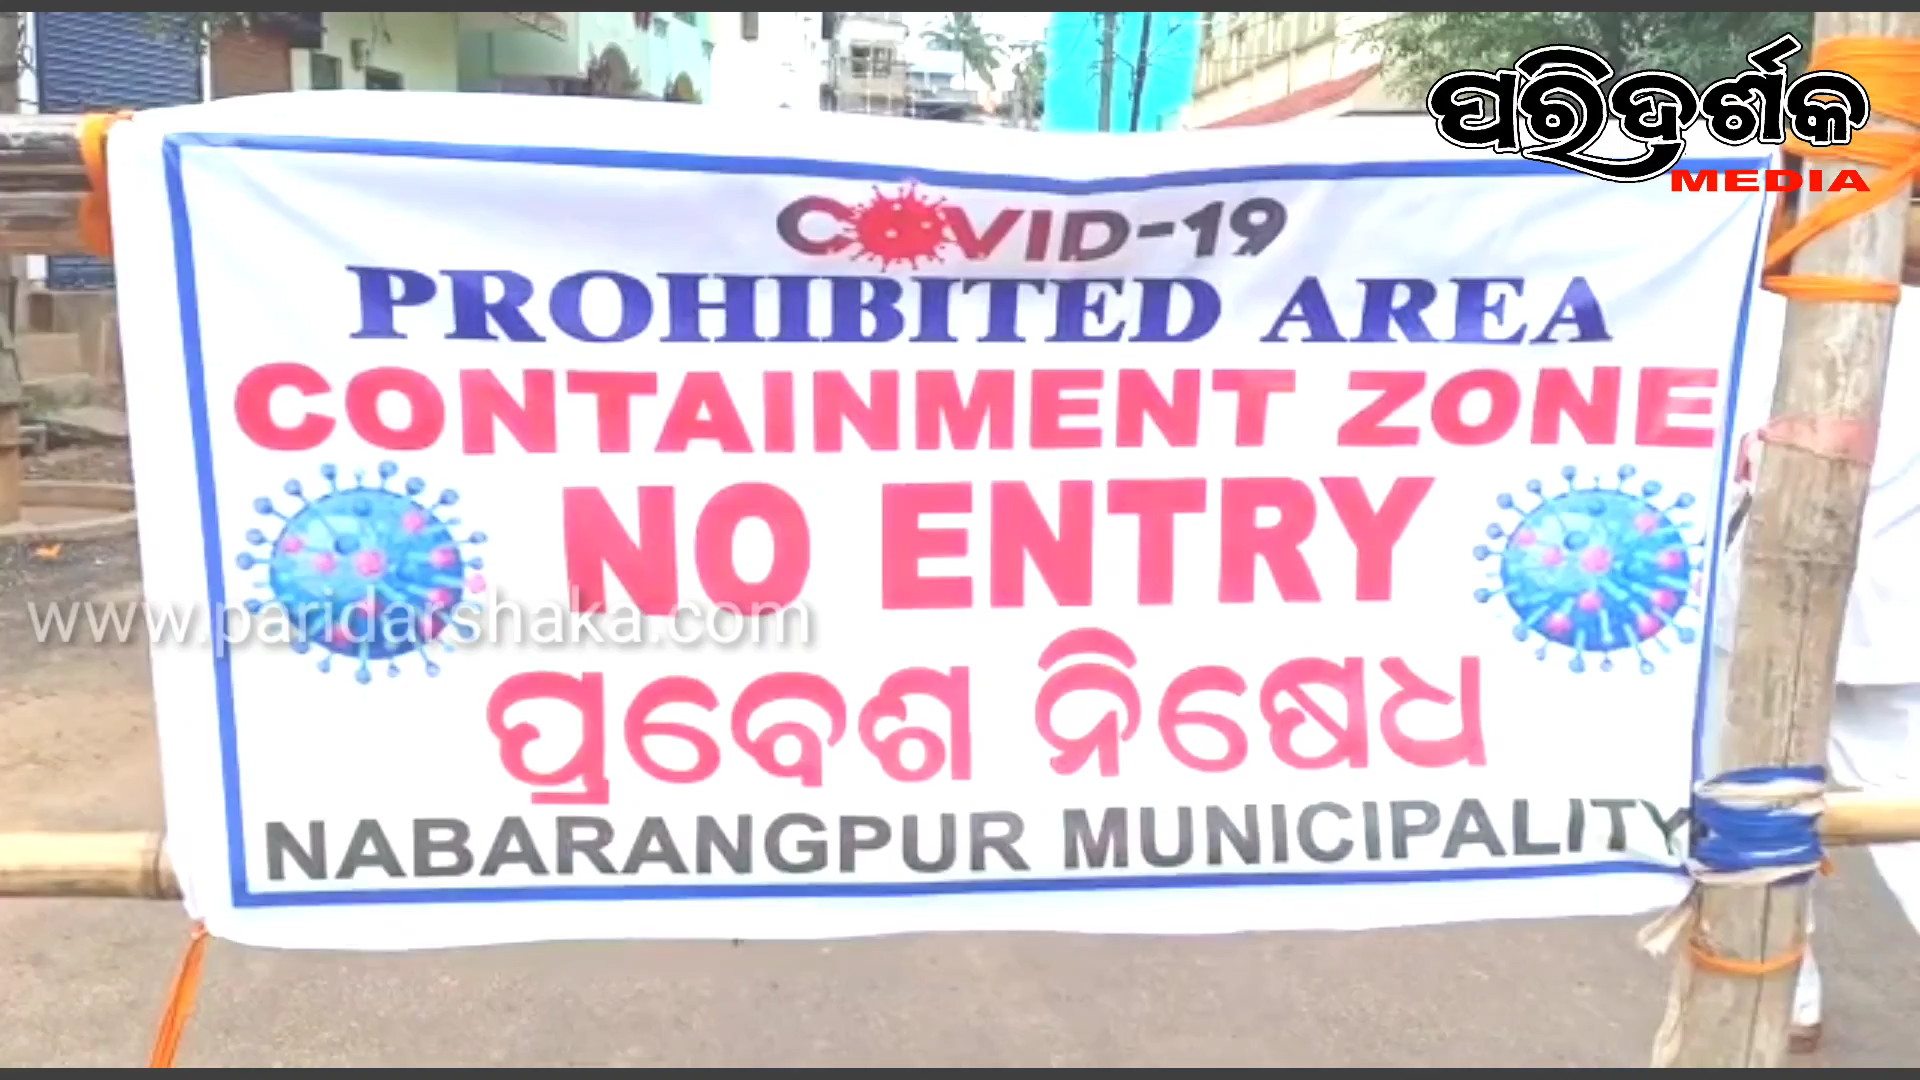 ପରିଦର୍ଶକ
MEDIA
COVID-19
PROHIBITED AREA
CONTAINMENT ZONE
NO ENTRY
www.paridarshaka.com
ପ୍ରବେଶ ନିଷେଧ
NABARANGPUR MUNICIPALITY